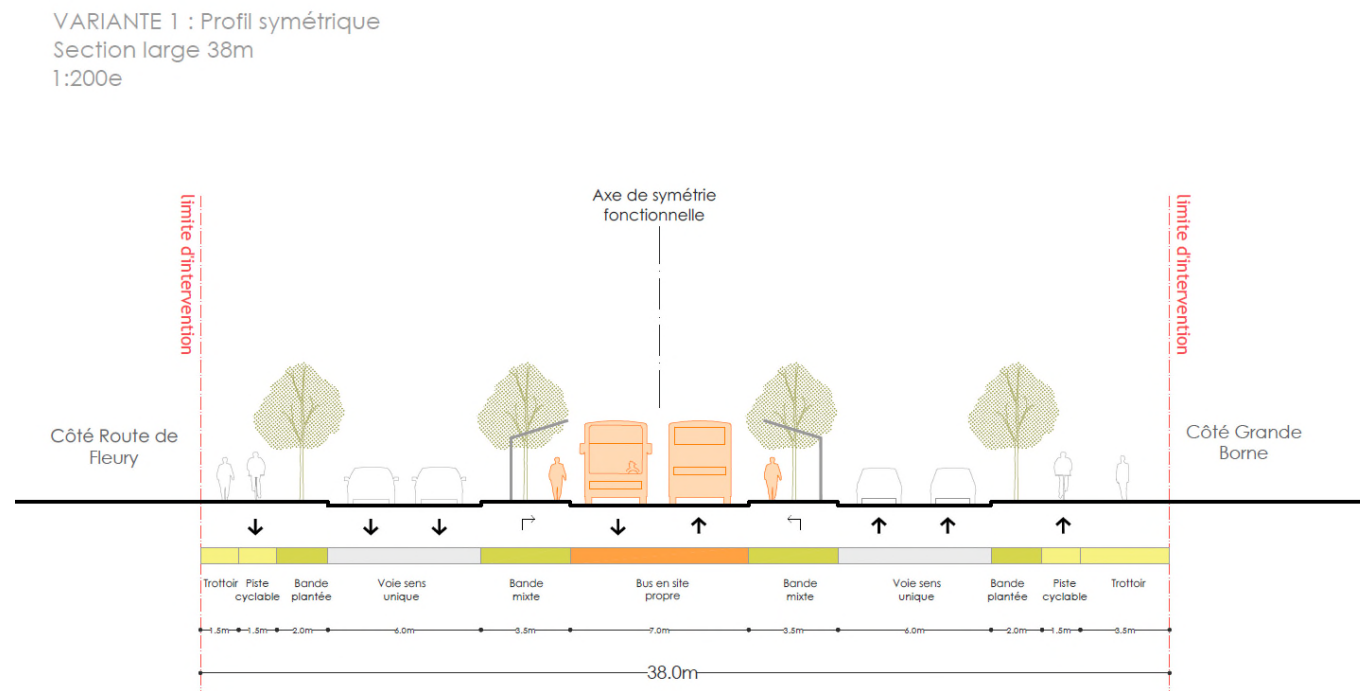 VARIANTE 1 : Profil symétrique
Section large 38m
1:200e
Axe de symétrie
fonctionnelle
limite d'intervention
limite d'intervention
Côté Route de
Fleury
Côté Grande
Borne
Trottoir
Piste
cyclable
Bande
plantée
Voie sens
unique
Bande
mixte
Bus en site
propre
Bande
mixte
Voie sens
unique
Bande
plantée
Piste
cyclable
Trottoir
1.5m 1.5m 2.0m 6.0m 3.5m 7.0m 3.5m 6.0m 2.0m 1.5m 3.5m
38.0m